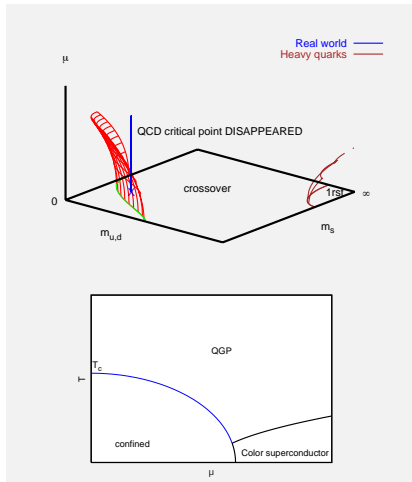 Real world
Heavy quarks
μ
QCD critical point DISAPPEARED
crossover
1rst
0
∞
m_{u,d}
m_s
QGP
T_c
T
confined
Color superconductor
μ